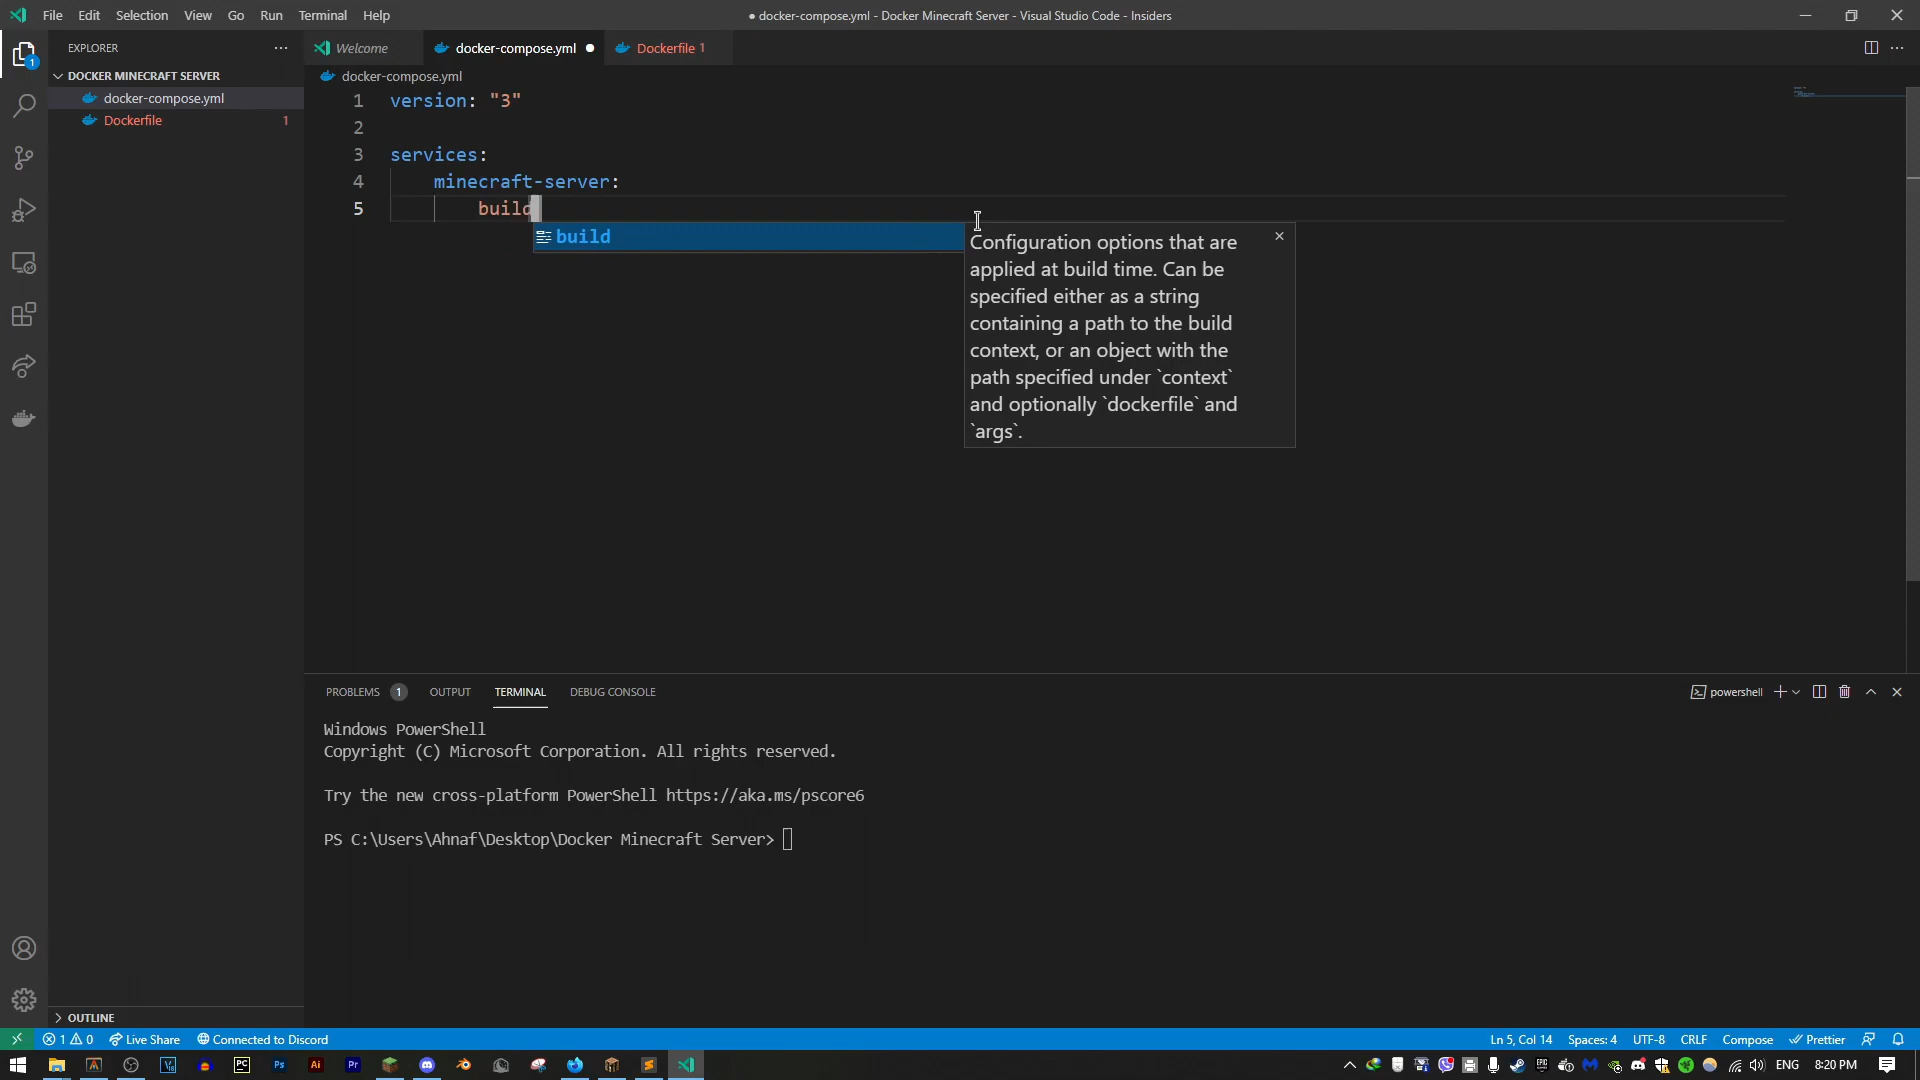 File Edit Selection View Go Run Terminal Help
● docker-compose.yml - Docker Minecraft Server - Visual Studio Code - Insiders
EXPLORER
Welcome
docker-compose.yml
Dockerfile 1
DOCKER MINECRAFT SERVER
docker-compose.yml
Dockerfile 1
docker-compose.yml
1 version: "3"
2
3 services:
4 minecraft-server:
5 build
build
Configuration options that are
applied at build time. Can be
specified either as a string
containing a path to the build
context, or an object with the
path specified under `context`
and optionally `dockerfile` and
`args`.
1
PROBLEMS 1 OUTPUT TERMINAL DEBUG CONSOLE
powershell
Windows PowerShell
Copyright (C) Microsoft Corporation. All rights reserved.
Try the new cross-platform PowerShell https://aka.ms/pscore6
PS C:\Users\Ahnaf\Desktop\Docker Minecraft Server>
OUTLINE
1 0 Live Share Connected to Discord
Ln 5, Col 14 Spaces: 4 UTF-8 CRLF Compose Prettier
PC Ps Ai Pr
ENG 8:20 PM